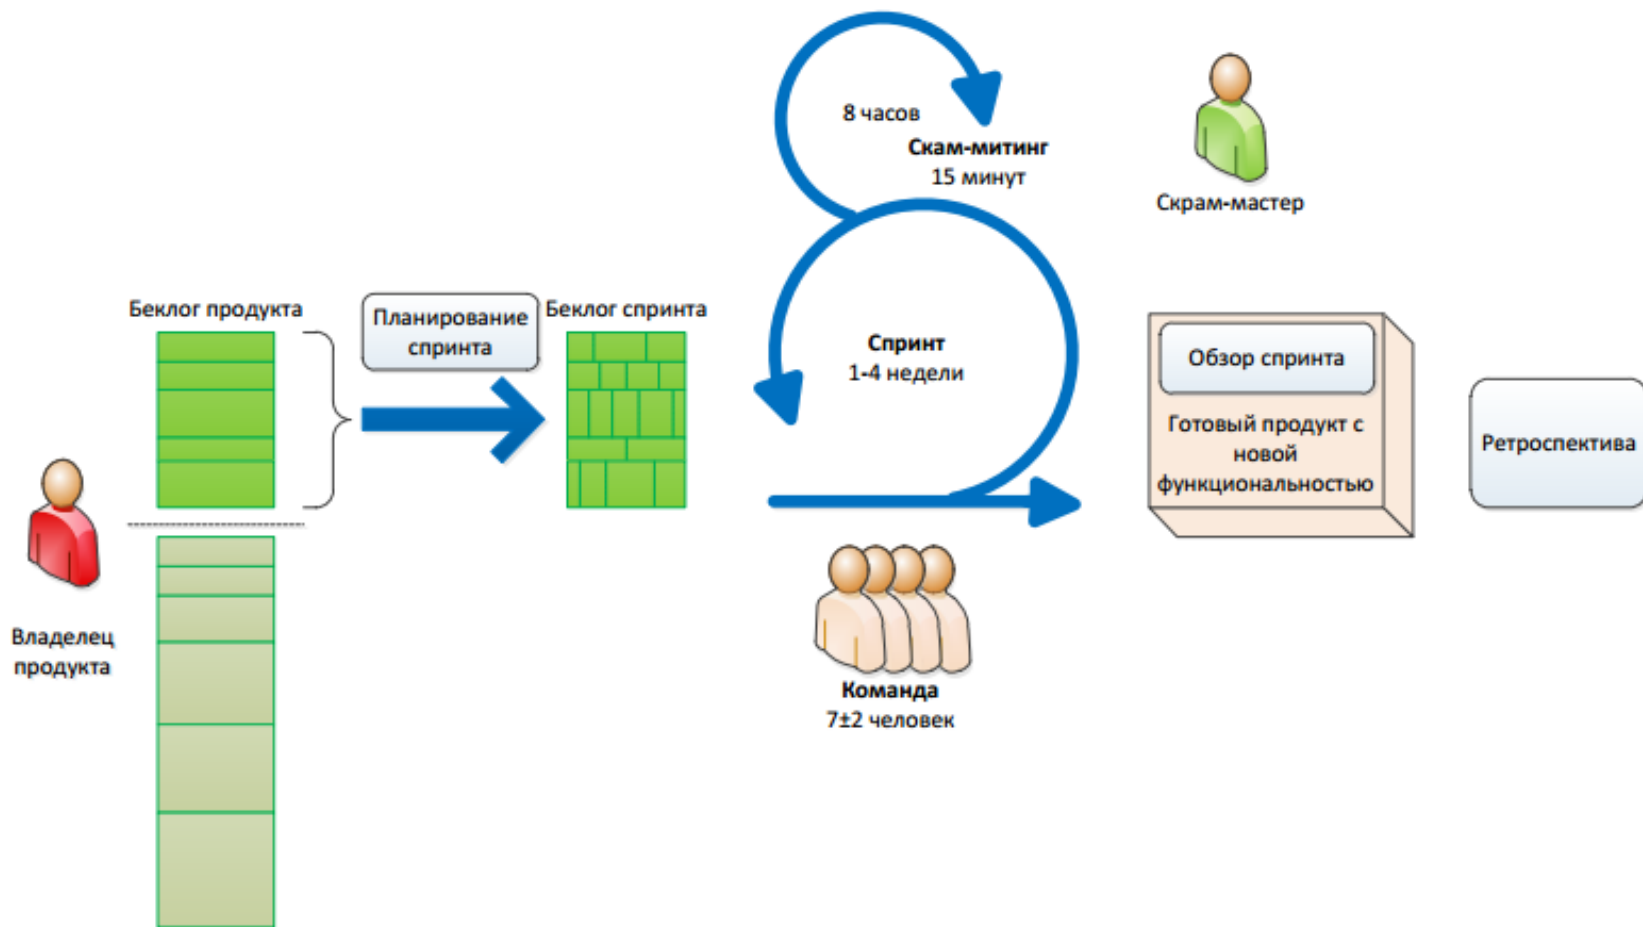 8 часов
Скам-митинг
15 минут
Скрам-мастер
Беклог продукта
Планирование
спринта
Беклог спринта
Спринт
1-4 недели
Обзор спринта
Готовый продукт с
новой
функциональностью
Ретроспектива
Владелец
продукта
Команда
7±2 человек